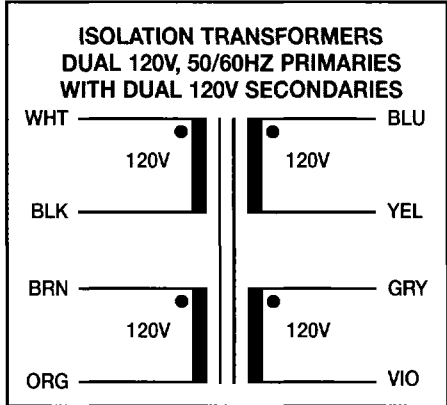 ISOLATION TRANSFORMERS
DUAL 120V, 50/60HZ PRIMARIES
WITH DUAL 120V SECONDARIES
WHT BLU
120V 120V
BLK YEL
BRN GRY
120V 120V
ORG VIO